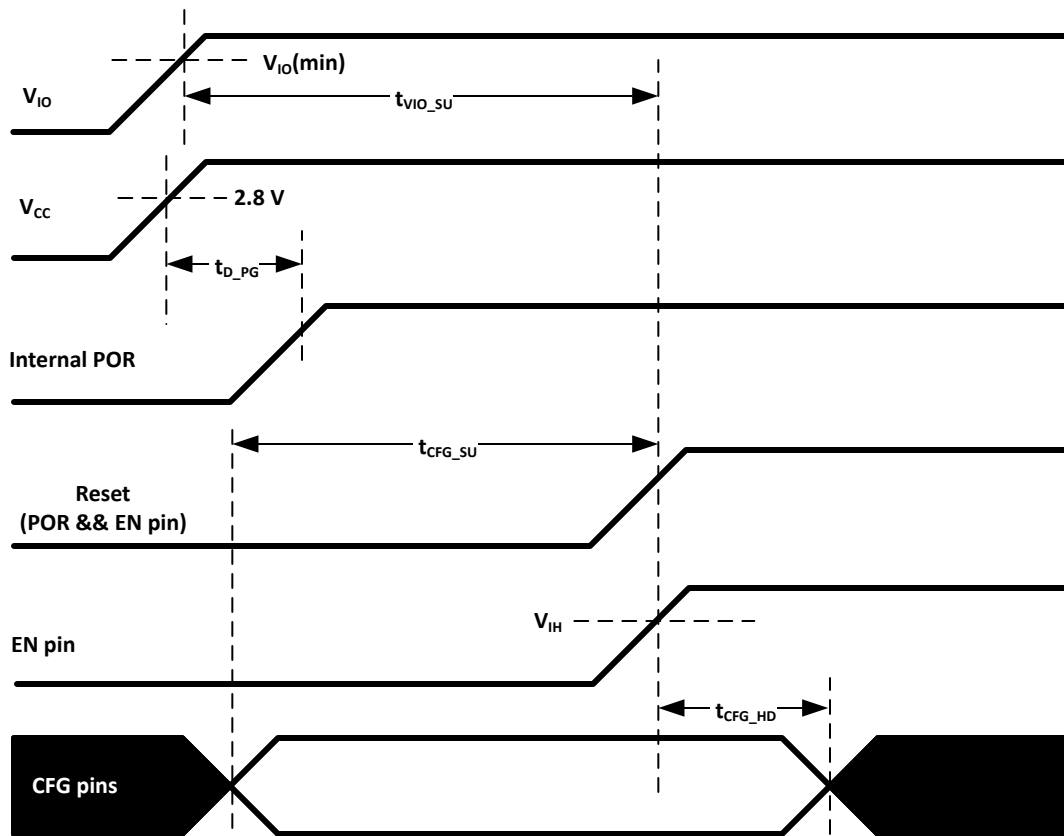 V_IO(min)
V_IO
t_VIO_SU
V_CC
2.8 V
t_D_PG
Internal POR
t_CFG_SU
Reset
(POR && EN pin)
V_IH
EN pin
t_CFG_HD
CFG pins